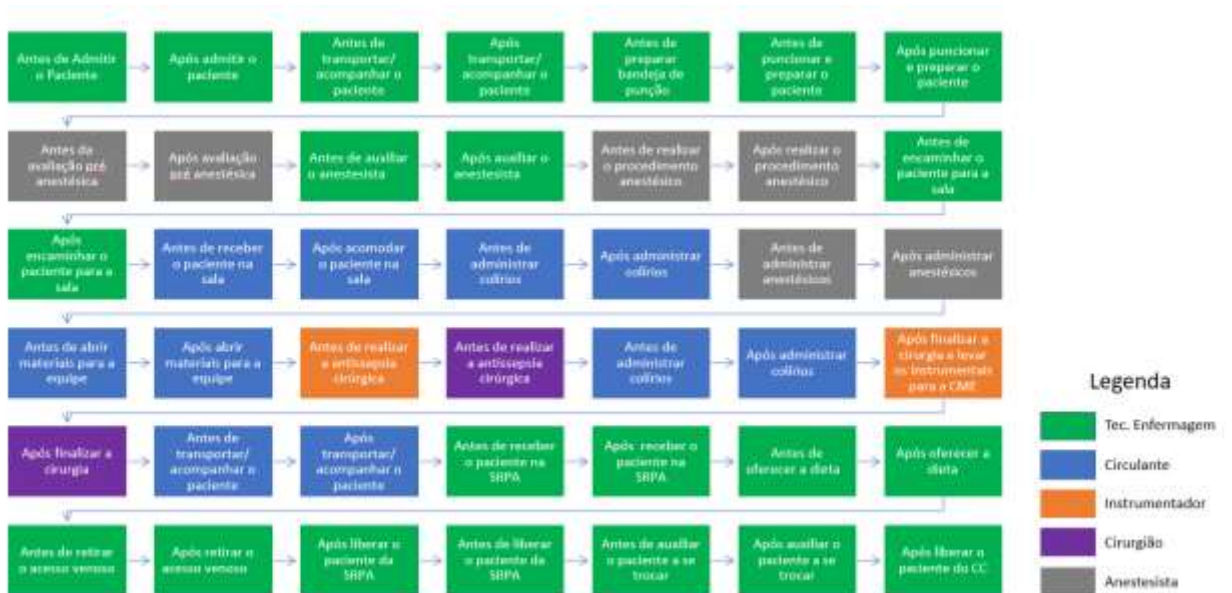 Antes de Admitir
o Paciente
Após admitir o
paciente
Antes de
transportar/
acompanhar o
paciente
Após
transportar/
acompanhar o
paciente
Antes de
preparar
bandeja de
punção
Antes de
puncionar e
preparar o
paciente
Após puncionar
e preparar o
paciente
Antes da
avaliação pré
anestésica
Após avaliação
pré anestésica
Antes de auxiliar
o anestesista
Após auxiliar o
anestesista
Antes de realizar
o procedimento
anestésico
Após realizar o
procedimento
anestésico
Antes de
encaminhar o
paciente para a
sala
Após
encaminhar o
paciente para a
sala
Antes de receber
o paciente na
sala
Após acomodar
o paciente na
sala
Antes de
administrar
colírios
Após administrar
colírios
Antes de
administrar
anestésicos
Após administrar
anestésicos
Antes de abrir
materiais para a
equipe
Após abrir
materiais para a
equipe
Antes de realizar
a antissepsia
cirúrgica
Antes de realizar
a antissepsia
cirúrgica
Antes de
administrar
colírios
Após administrar
colírios
Após finalizar a
cirurgia e levar
os instrumentais
para a CME
Após finalizar a
cirurgia
Antes de
transportar/
acompanhar o
paciente
Após
transportar/
acompanhar o
paciente
Antes de receber
o paciente na
SRPA
Após receber o
paciente na
SRPA
Antes de
oferecer a dieta
Após oferecer a
dieta
Antes de retirar
o acesso venoso
Após retirar o
acesso venoso
Após liberar o
paciente da
SRPA
Antes de liberar
o paciente da
SRPA
Antes de auxiliar
o paciente a se
trocar
Após auxiliar o
paciente a se
trocar
Após liberar o
paciente do CC
Legenda
Tec. Enfermagem
Circulante
Instrumentador
Cirurgião
Anestesista